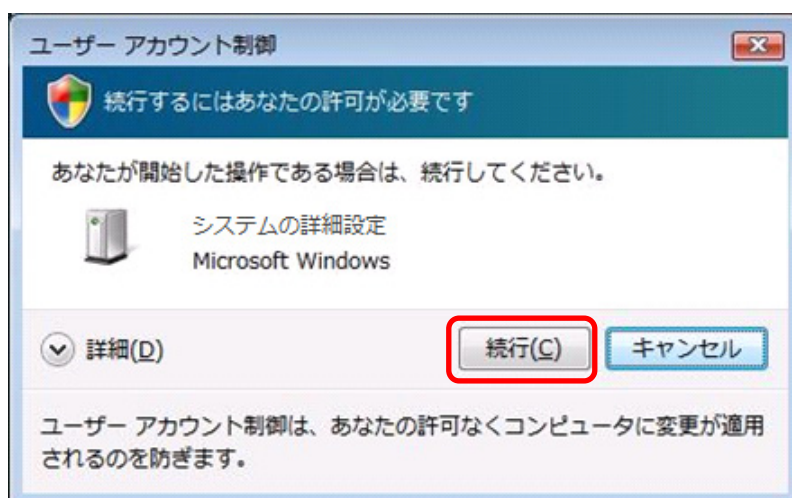 ユーザー アカウント制御
続行するにはあなたの許可が必要です
あなたが開始した操作である場合は、続行してください。
システムの詳細設定
Microsoft Windows
詳細(D)
続行(C)
キャンセル
ユーザー アカウント制御は、あなたの許可なくコンピュータに変更が適用
されるのを防ぎます。